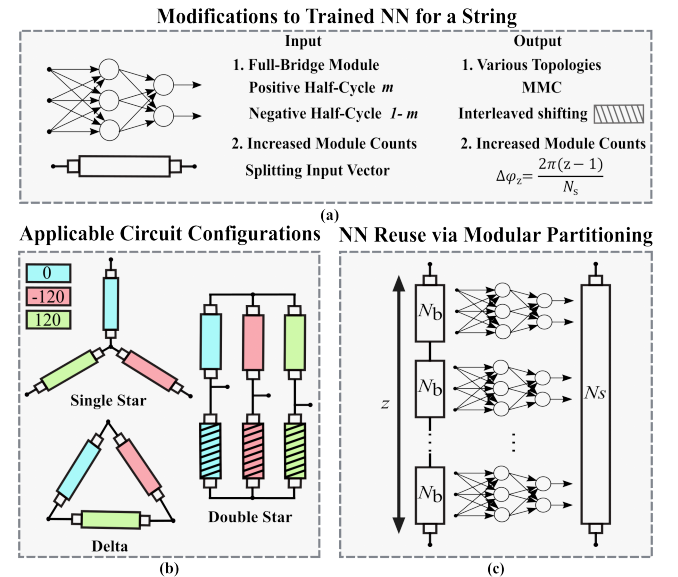 Modifications to Trained NN for a String
Input
1. Full-Bridge Module
Positive Half-Cycle m
Negative Half-Cycle 1- m
2. Increased Module Counts
Splitting Input Vector
Output
1. Various Topologies
MMC
Interleaved shifting
2. Increased Module Counts
Δφz= 2π(z − 1) / Ns
(a)
Applicable Circuit Configurations
0
-120
120
Single Star
Delta
Double Star
(b)
NN Reuse via Modular Partitioning
z
Nb
Nb
Nb
Ns
(c)